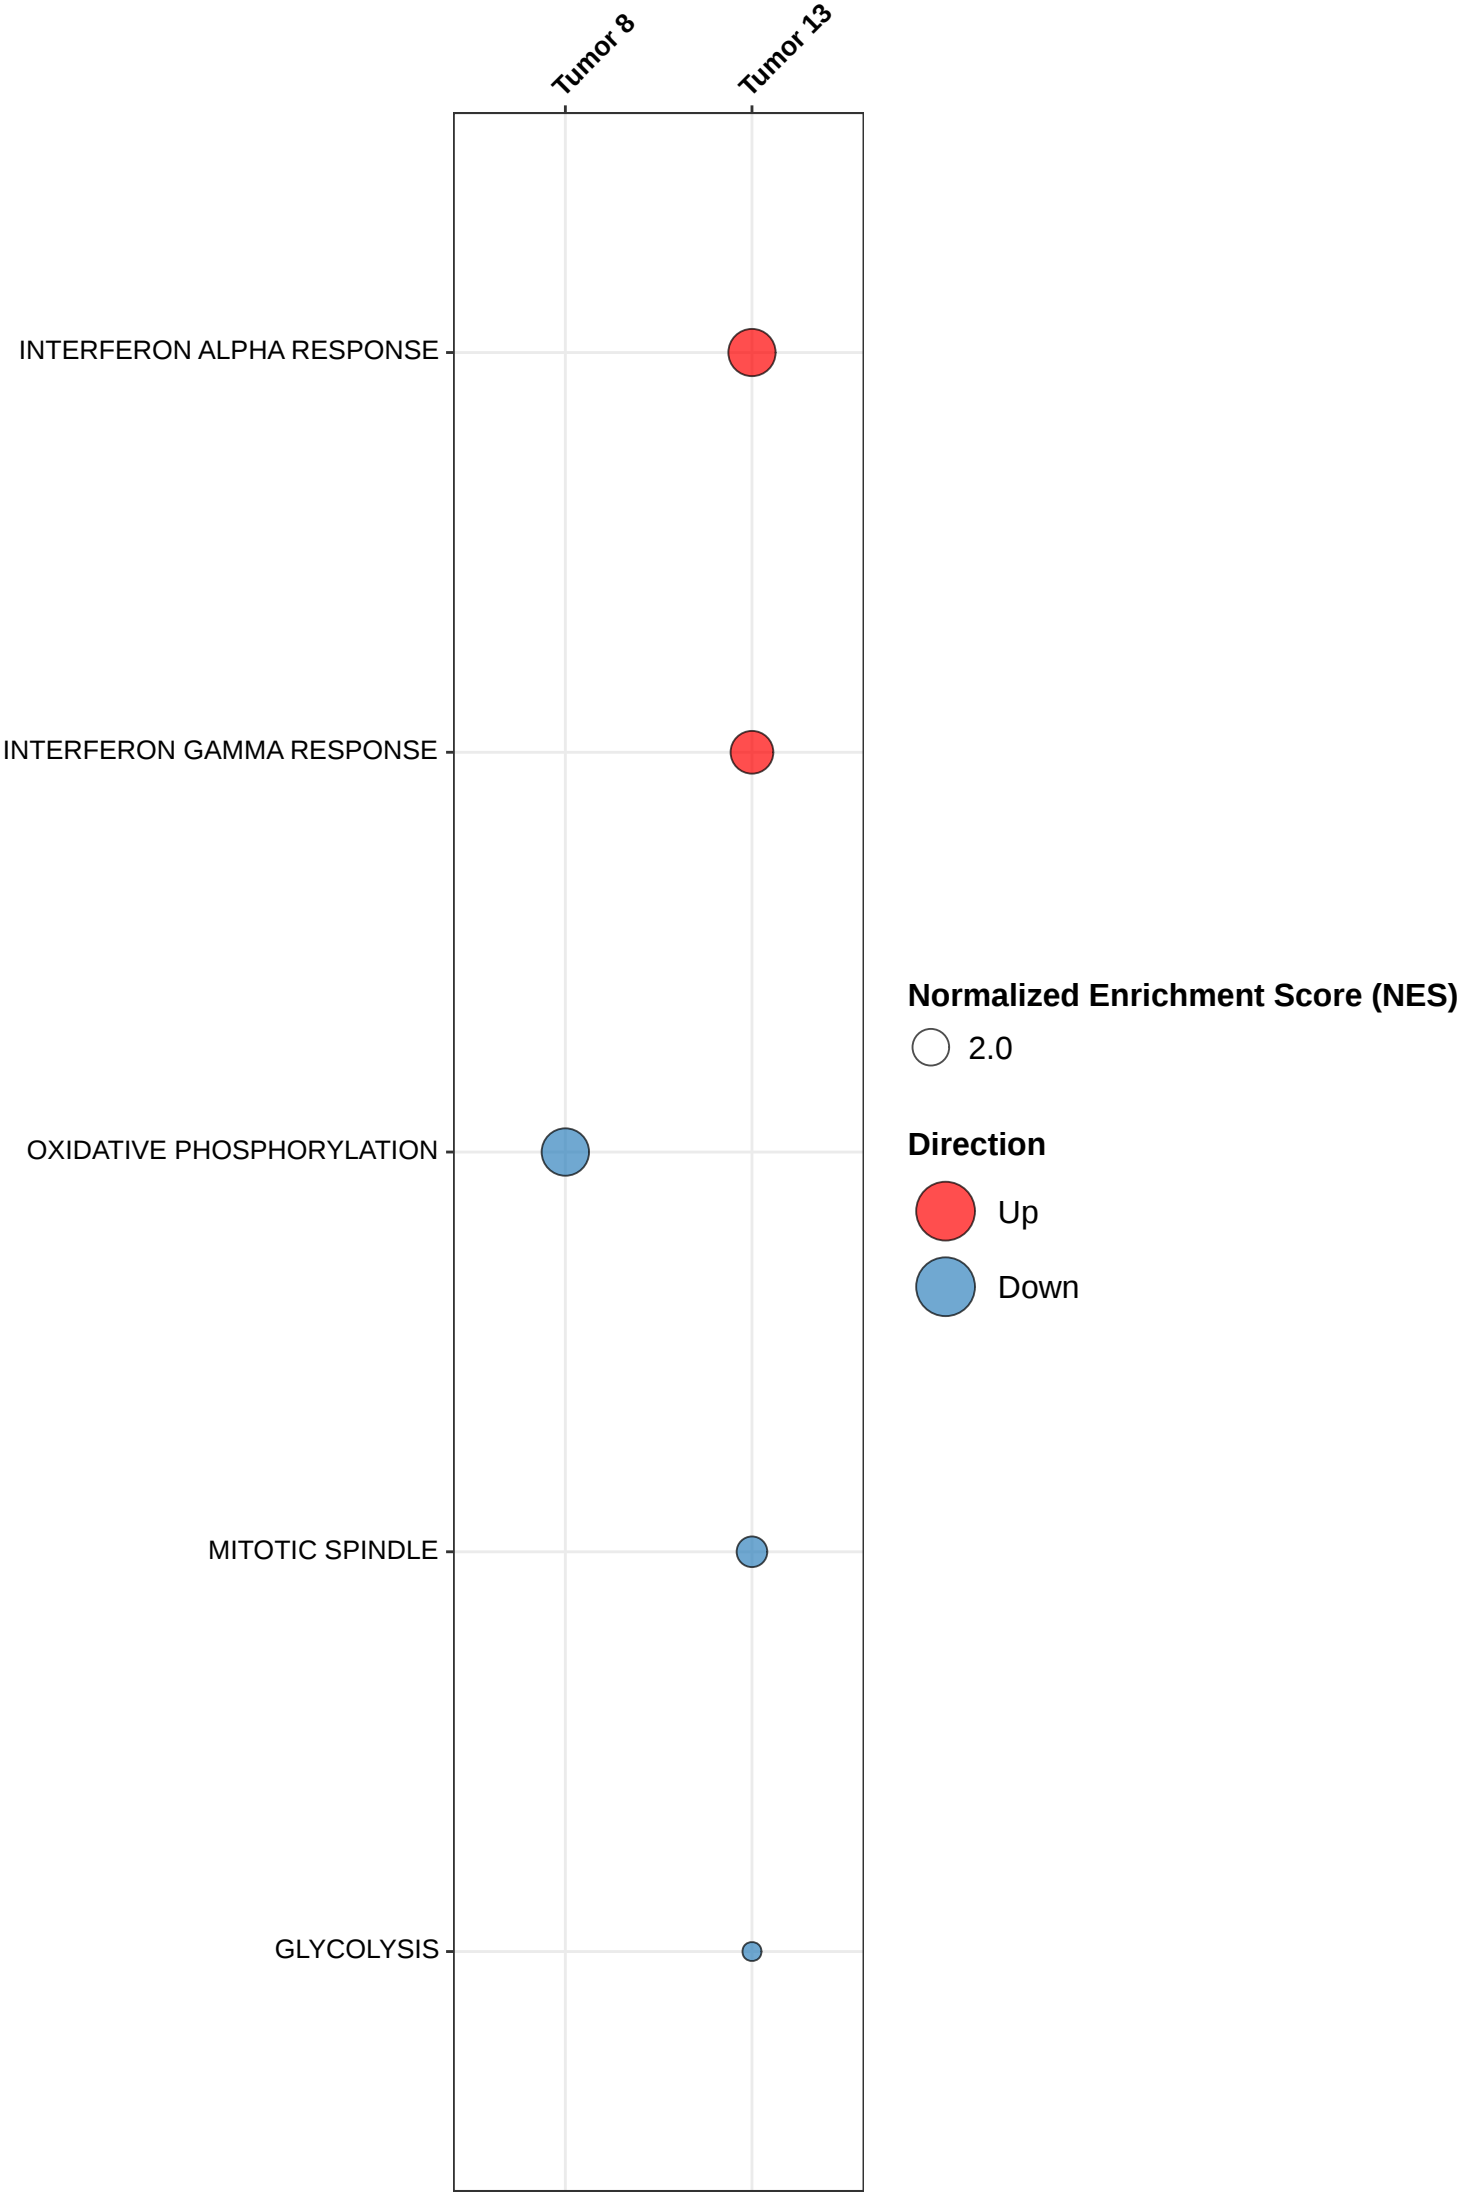 Tumor 8
Tumor 13
INTERFERON ALPHA RESPONSE
INTERFERON GAMMA RESPONSE
OXIDATIVE PHOSPHORYLATION
MITOTIC SPINDLE
GLYCOLYSIS
Normalized Enrichment Score (NES)
2.0
Direction
Up
Down